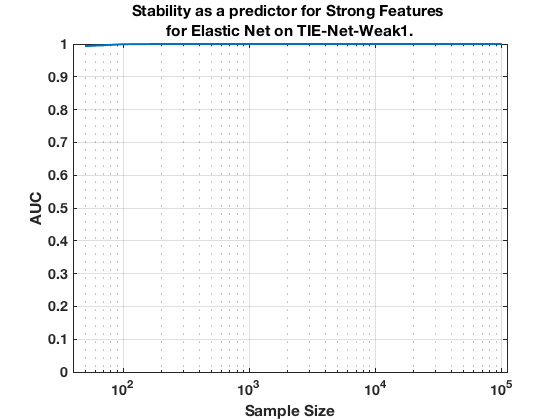 Stability as a predictor for Strong Features
for Elastic Net on TIE-Net-Weak1.
1
0.9
0.8
0.7
0.6
0.5
0.4
0.3
0.2
0.1
0
AUC
10^2 10^3 10^4 10^5
Sample Size